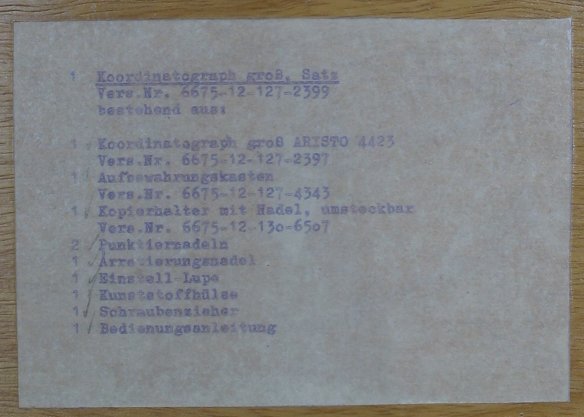 1 Koordinatograph groß, Satz
Vers.Nr. 6675-12-127-2399
bestehend aus:
1 Koordinatograph groß ARISTO 4423
Vers.Nr. 6675-12-127-2397
1 Aufbewahrungskasten
Vers.Nr. 6675-12-127-4343
1 Kopierhalter mit Nadel, umsteckbar
Vers.Nr. 6675-12-130-6507
2 Punktiernadeln
1 Arretierungsnadel
1 Einstell-Lupe
1 Kunststoffhülse
1 Schraubenzieher
1 Bedienungsanleitung